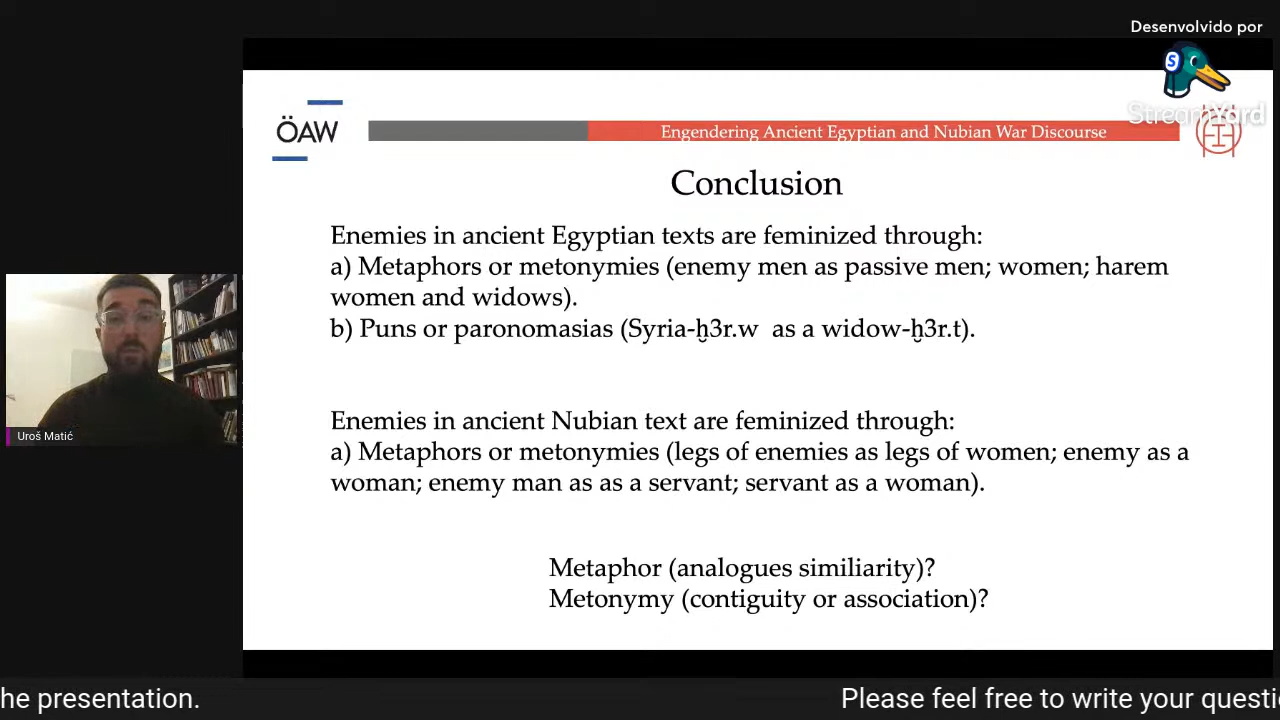 Desenvolvido por
S
StreamYard
ÖAW
Engendering Ancient Egyptian and Nubian War Discourse
Conclusion
Enemies in ancient Egyptian texts are feminized through:
a) Metaphors or metonymies (enemy men as passive men; women; harem
women and widows).
b) Puns or paronomasias (Syria-ḫ3r.w as a widow-ḫ3r.t).
Enemies in ancient Nubian text are feminized through:
a) Metaphors or metonymies (legs of enemies as legs of women; enemy as a
woman; enemy man as as a servant; servant as a woman).
Metaphor (analogues similiarity)?
Metonymy (contiguity or association)?
Uroš Matić
he presentation.
Please feel free to write your questi